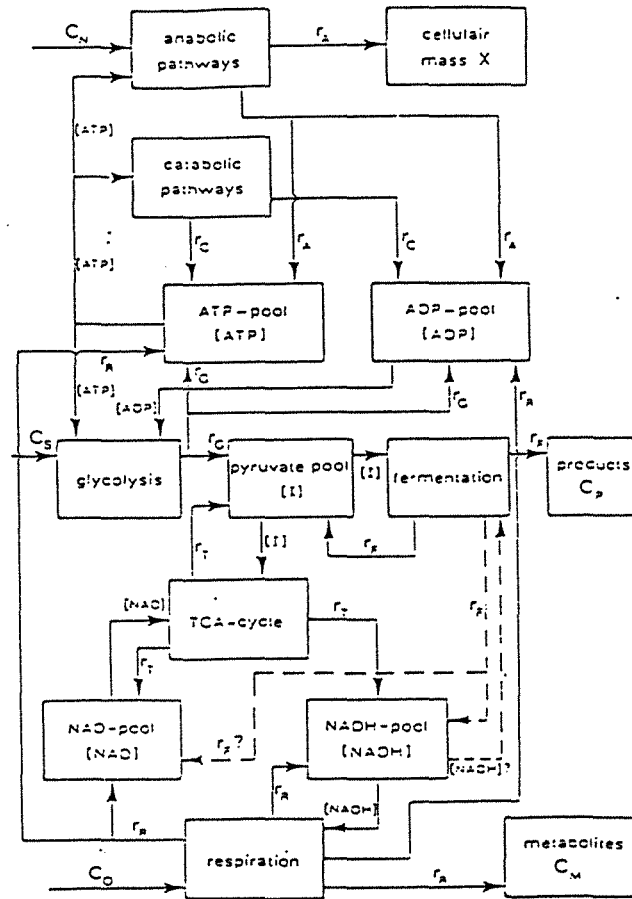 C_N
anabolic
pathways
r_A
cellulair
mass X
[ATP]
catabolic
pathways
r_C
r_A
r_C
r_A
[ATP]
ATP-pool
[ATP]
ADP-pool
[ADP]
r_R
[ATP]
[ADP]
r_G
r_G
r_R
C_S
glycolysis
r_G
pyruvate pool
[I]
[I]
fermentation
r_F
products
C_P
r_T
[I]
r_F
[NAD]
TCA-cycle
r_T
r_F
r_T
NAD-pool
[NAD]
r_F?
NADH-pool
[NADH]
[NADH]?
r_R
[NADH]
r_R
respiration
C_O
r_R
metabolites
C_M